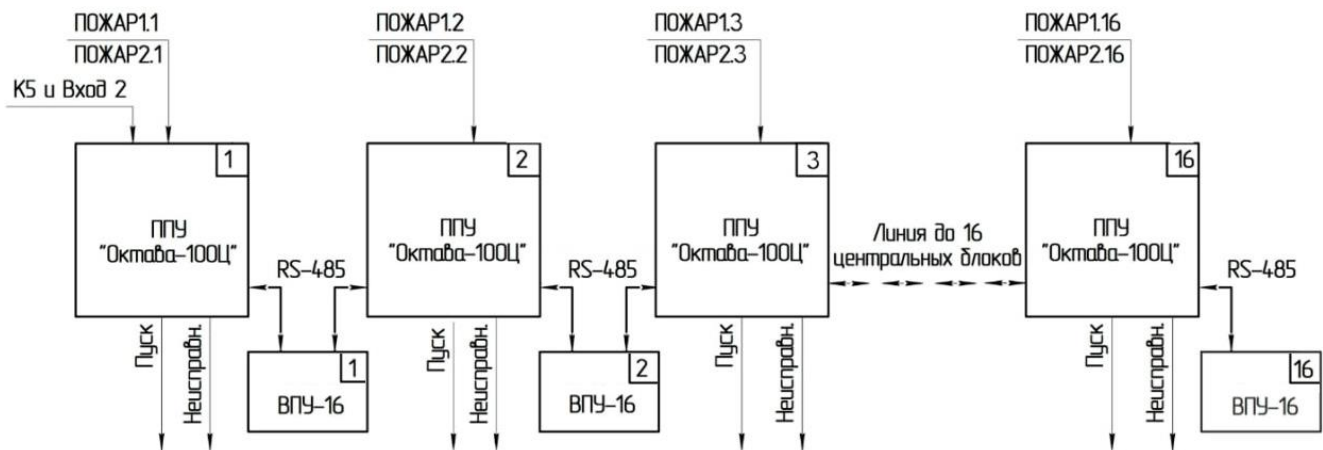 ПОЖАР1.1
ПОЖАР2.1
К5 и Вход 2
ПОЖАР1.2
ПОЖАР2.2
ПОЖАР1.3
ПОЖАР2.3
ПОЖАР1.16
ПОЖАР2.16
1
ППУ
"Октава-100Ц"
2
ППУ
"Октава-100Ц"
3
ППУ
"Октава-100Ц"
Линия до 16
центральных блоков
16
ППУ
"Октава-100Ц"
RS-485
RS-485
RS-485
Пуск
Неисправн.
1
ВПУ-16
Пуск
Неисправн.
2
ВПУ-16
Пуск
Неисправн.
Пуск
Неисправн.
16
ВПУ-16